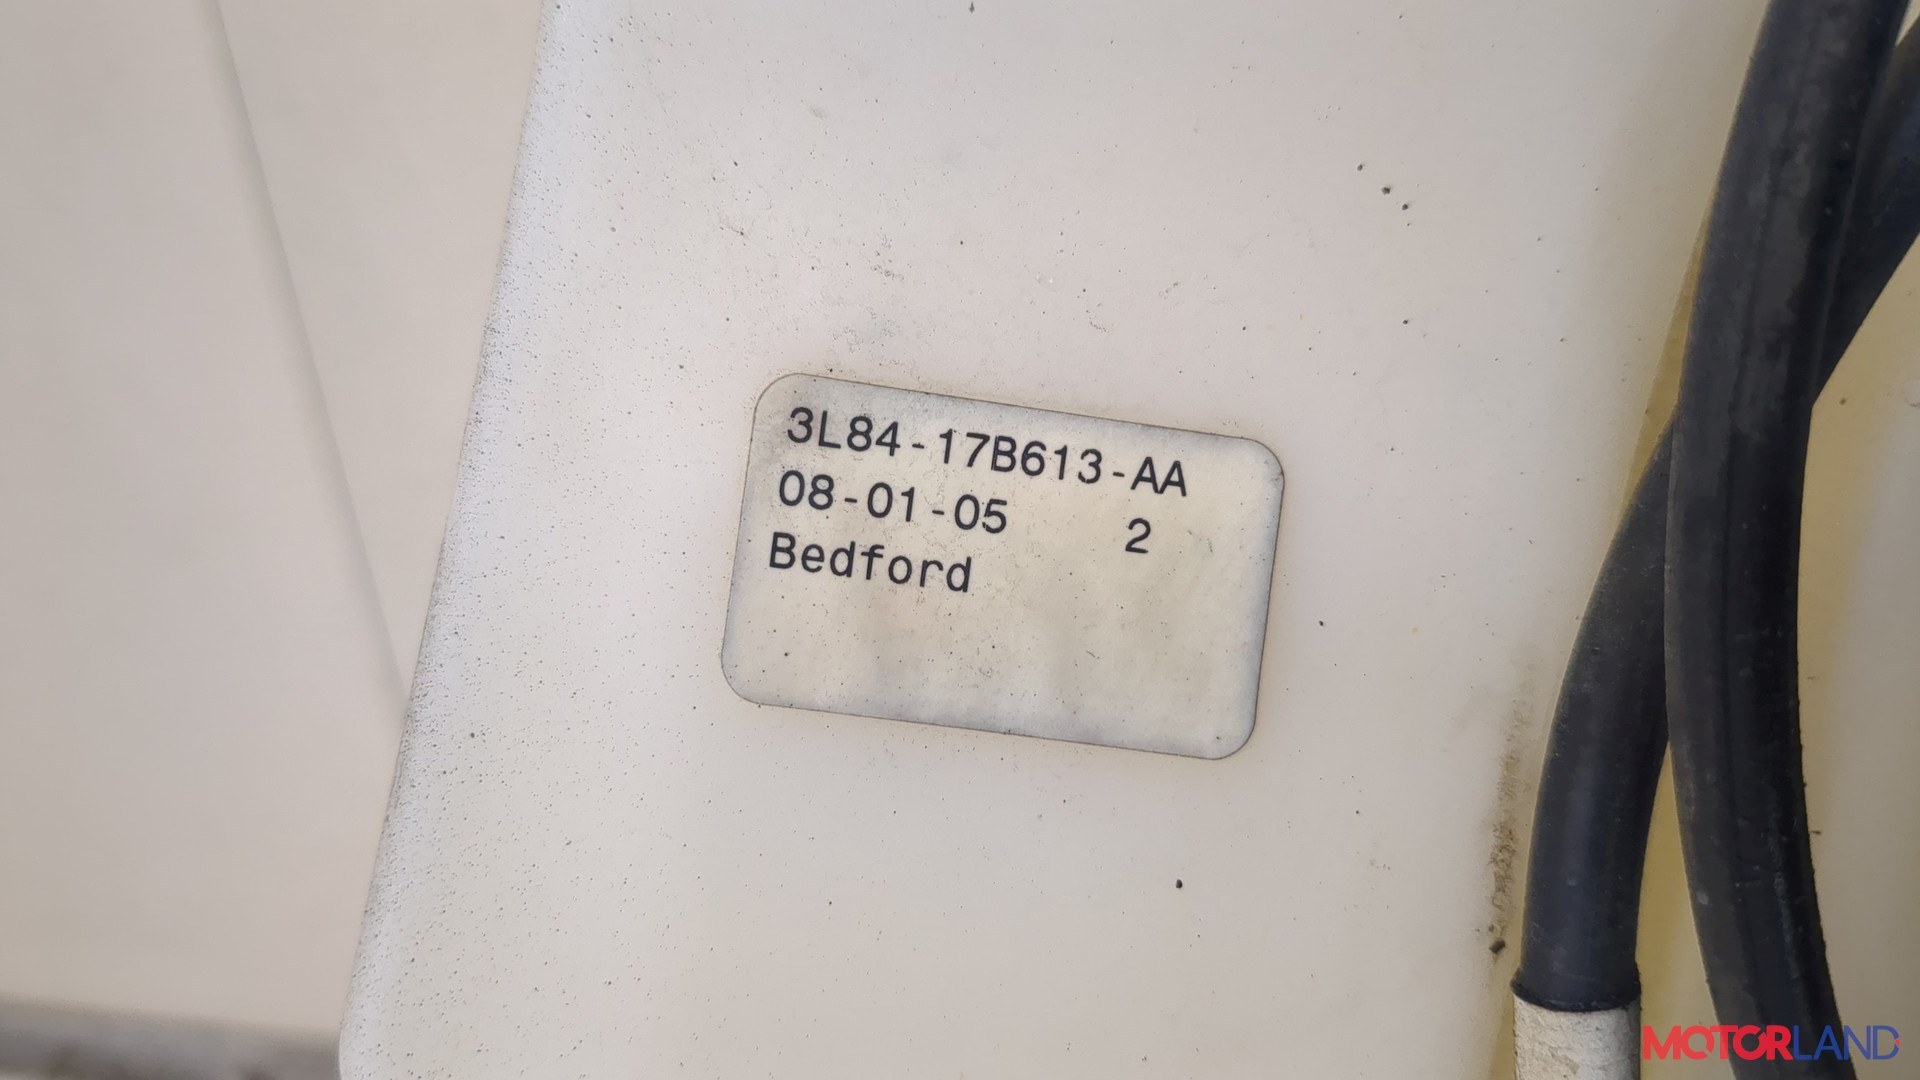 3L84-17B613-AA
08-01-05 2
Bedford
MOTORLAND